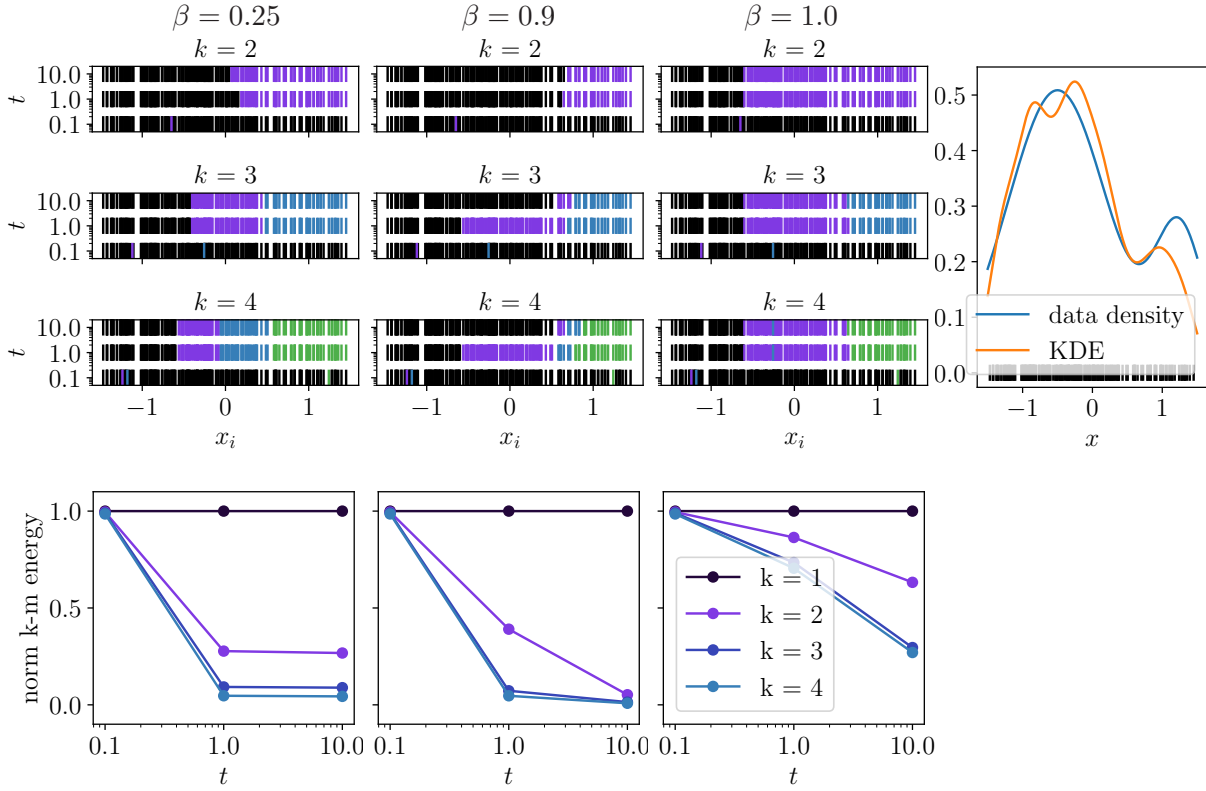 β = 0.25 β = 0.9 β = 1.0
k = 2 k = 2 k = 2
10.0
1.0
0.1
t
k = 3 k = 3 k = 3
10.0
1.0
0.1
t
k = 4 k = 4 k = 4
10.0
1.0
0.1
t
−1 0 1 −1 0 1 −1 0 1
x_i x_i x_i
0.5
0.4
0.3
0.2
0.1
0.0
data density
KDE
−1 0 1
x
norm k-m energy
1.0
0.5
0.0
k = 1
k = 2
k = 3
k = 4
0.1 1.0 10.0 0.1 1.0 10.0 0.1 1.0 10.0
t t t